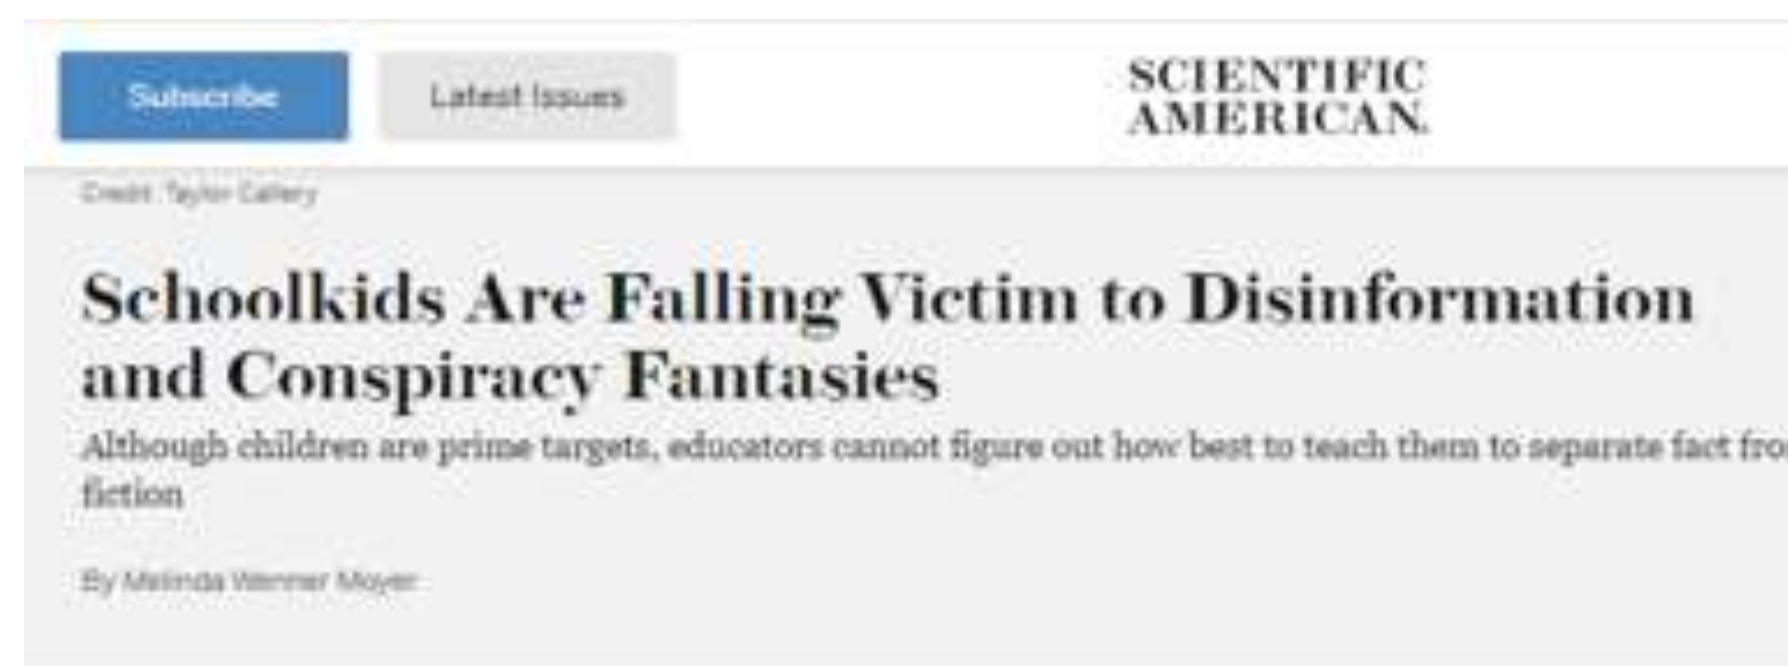 Subscribe
Latest Issues
SCIENTIFIC
AMERICAN
Credit: Taylor Callery
Schoolkids Are Falling Victim to Disinformation
and Conspiracy Fantasies
Although children are prime targets, educators cannot figure out how best to teach them to separate fact fro
fiction
By Melinda Wenner Moyer